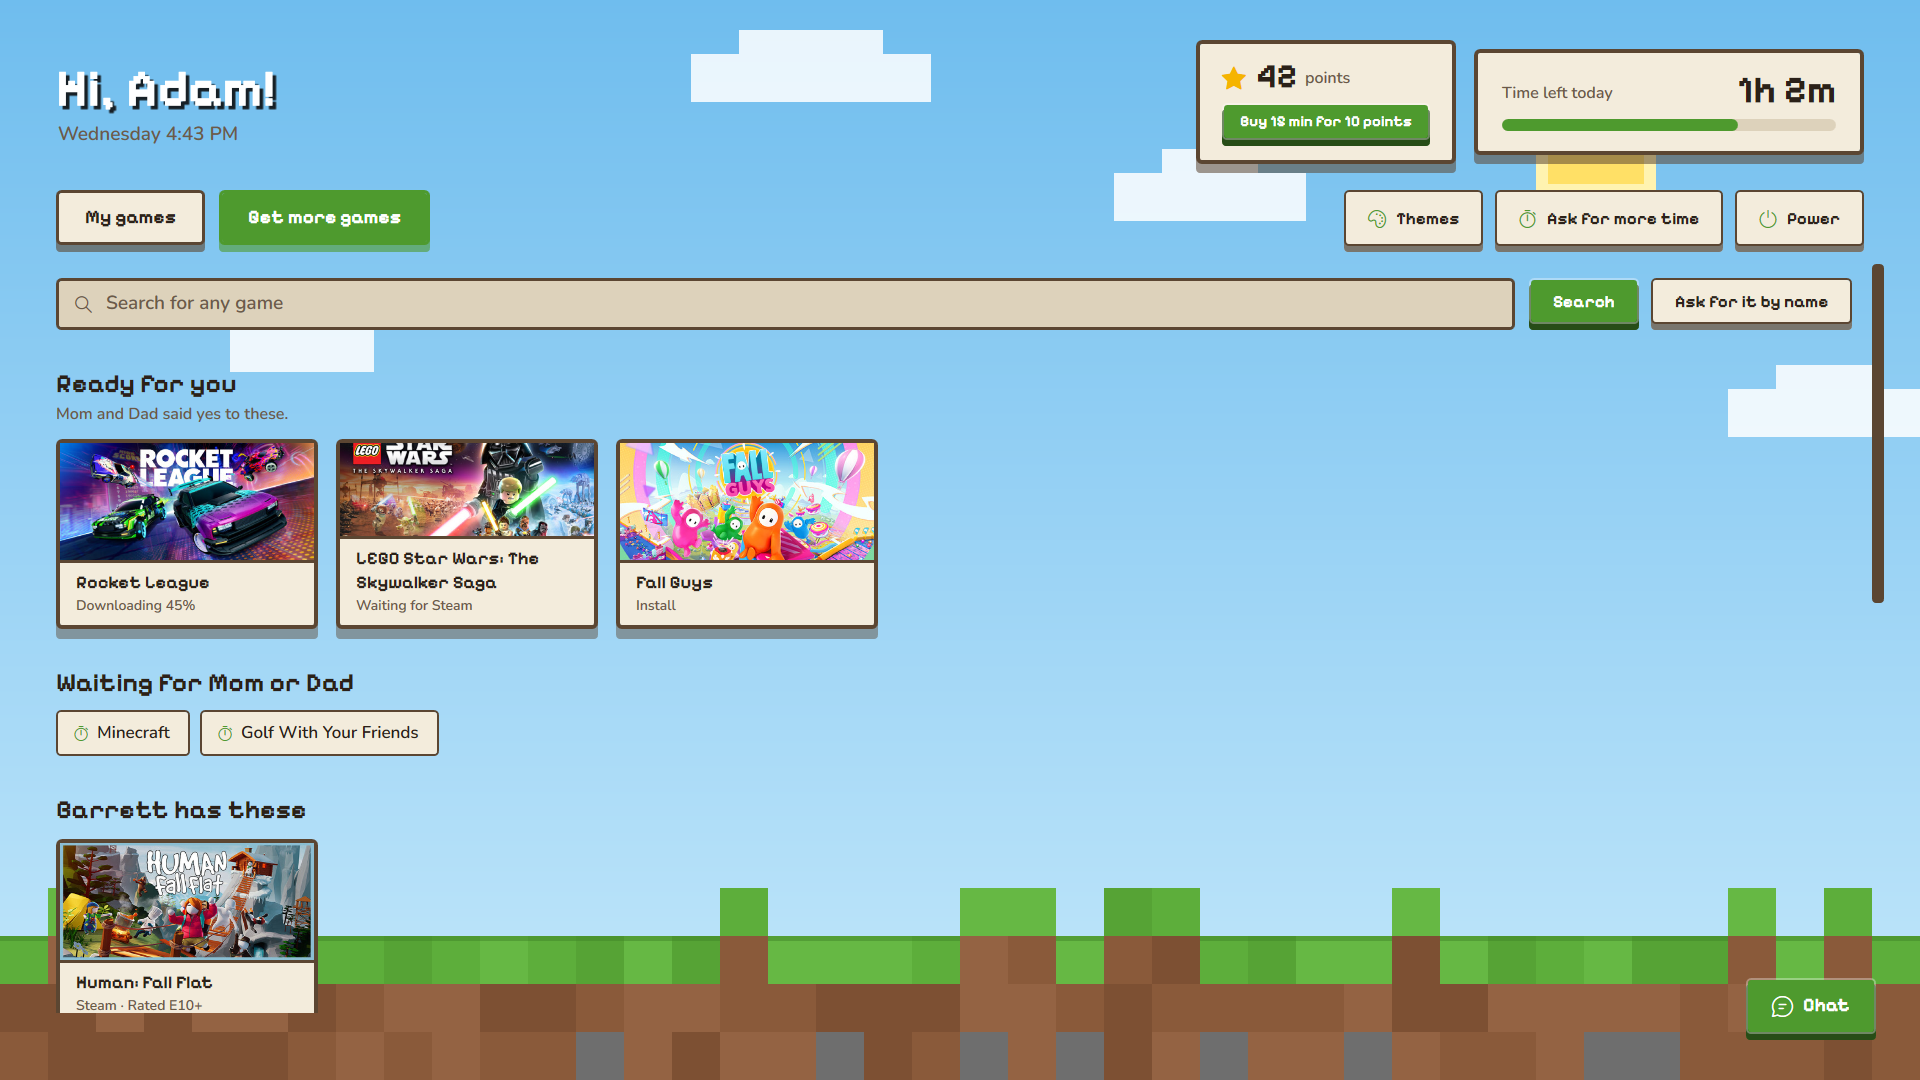 Hi, Adam!
Wednesday 4:43 PM
42 points
Buy 12 min for 10 points
Time left today
1h 2m
My games
Get more games
Themes
Ask for more time
Power
Search for any game
Search
Ask for it by name
Ready for you
Mom and Dad said yes to these.
ROCKET
LEAGUE
Rocket League
Downloading 45%
LEGO STAR
WARS
THE SKYWALKER SAGA
LEGO Star Wars: The
Skywalker Saga
Waiting for Steam
FALL
GUYS
Fall Guys
Install
Waiting for Mom or Dad
Minecraft
Golf With Your Friends
Garrett has these
HUMAN
fall flat
Human: Fall Flat
Steam · Rated E10+
Chat